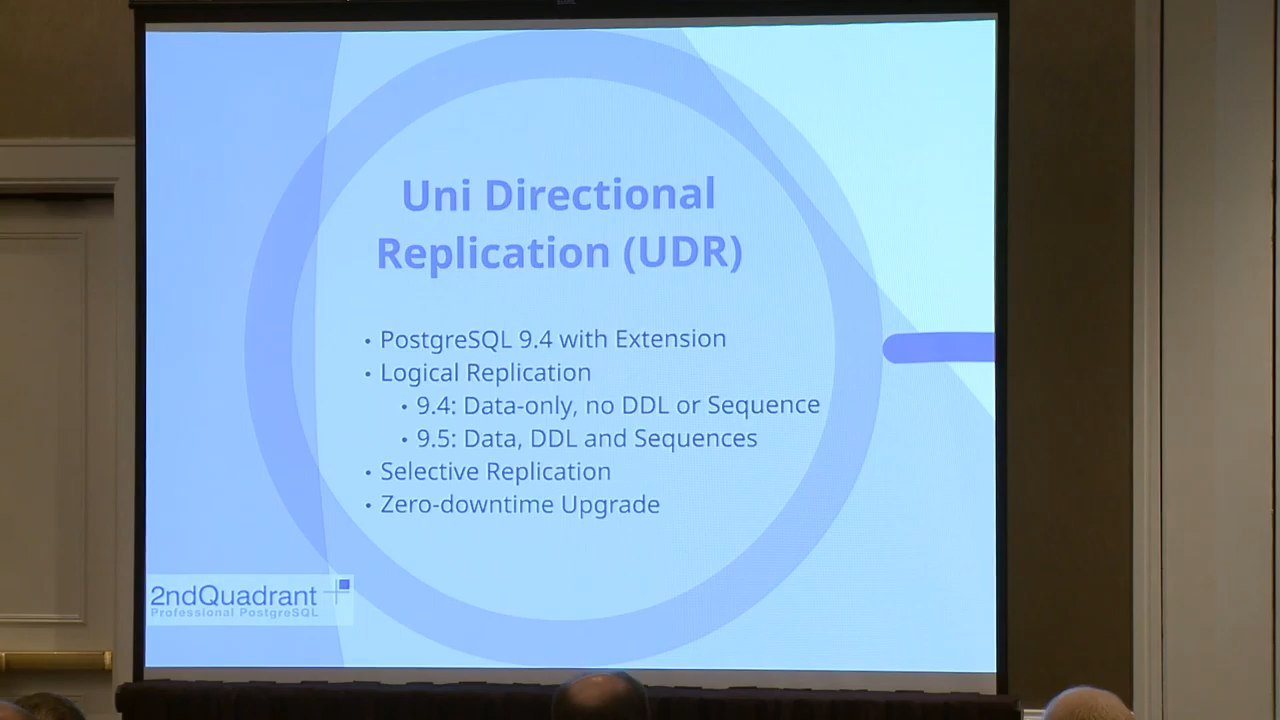 Uni Directional
Replication (UDR)
• PostgreSQL 9.4 with Extension
• Logical Replication
• 9.4: Data-only, no DDL or Sequence
• 9.5: Data, DDL and Sequences
• Selective Replication
• Zero-downtime Upgrade
2ndQuadrant
Professional PostgreSQL